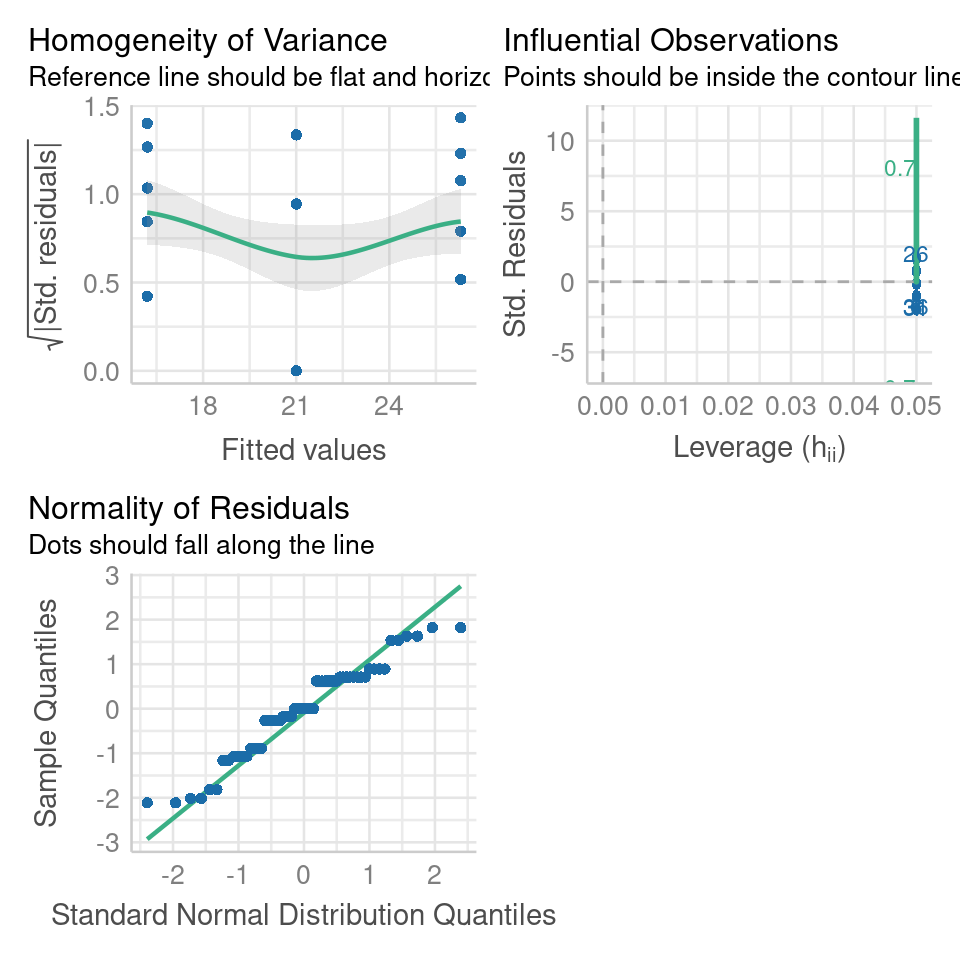 Homogeneity of Variance
Reference line should be flat and horizo
1.5
1.0
0.5
0.0
√|Std. residuals|
18 21 24
Fitted values
Influential Observations
Points should be inside the contour line
10
5
0
-5
Std. Residuals
0.7
26
0.00 0.01 0.02 0.03 0.04 0.05
Leverage (hii)
Normality of Residuals
Dots should fall along the line
3
2
1
0
-1
-2
-3
Sample Quantiles
-2 -1 0 1 2
Standard Normal Distribution Quantiles